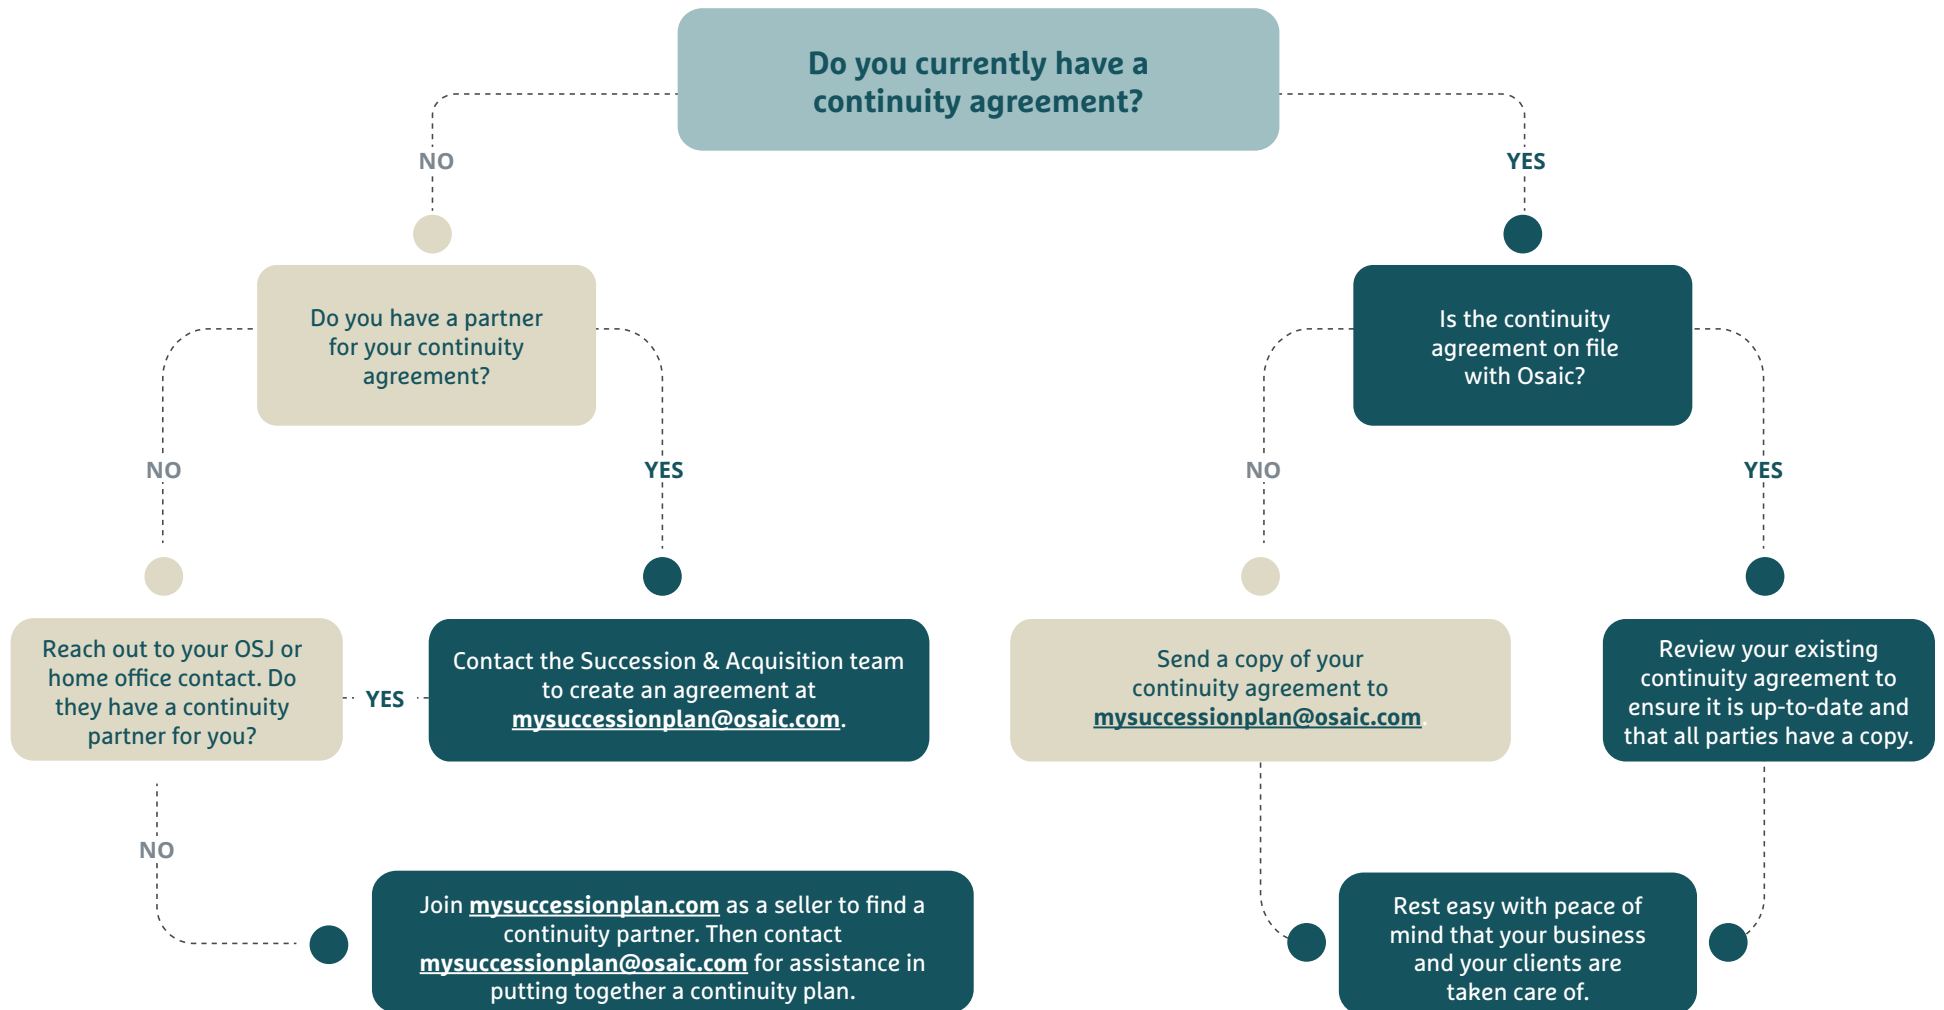 Do you currently have a
continuity agreement?
NO
YES
Do you have a partner
for your continuity
agreement?
Is the continuity
agreement on file
with Osaic?
NO
YES
NO
YES
Reach out to your OSJ or
home office contact. Do
they have a continuity
partner for you?
YES
Contact the Succession & Acquisition team
to create an agreement at
mysuccessionplan@osaic.com.
Send a copy of your
continuity agreement to
mysuccessionplan@osaic.com.
Review your existing
continuity agreement to
ensure it is up-to-date and
that all parties have a copy.
NO
Join mysuccessionplan.com as a seller to find a
continuity partner. Then contact
mysuccessionplan@osaic.com for assistance in
putting together a continuity plan.
Rest easy with peace of
mind that your business
and your clients are
taken care of.